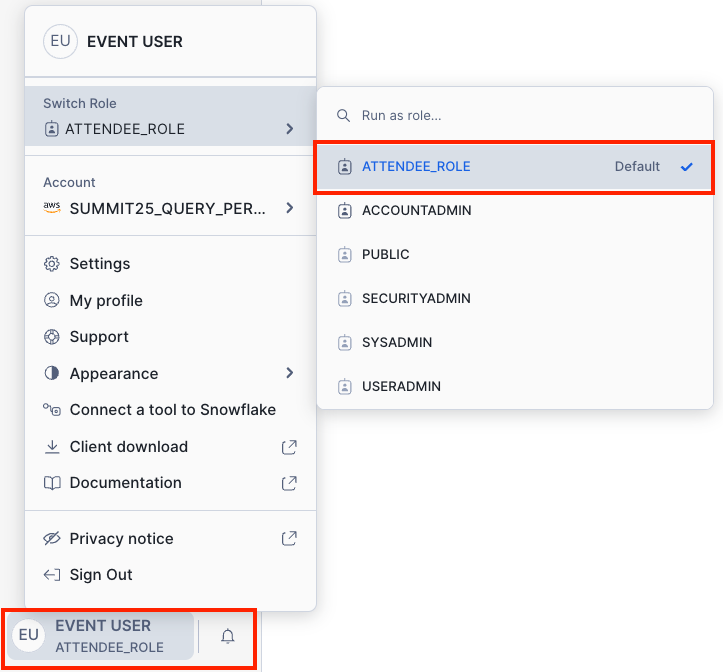 EU EVENT USER
Switch Role
ATTENDEE_ROLE
Account
aws SUMMIT25_QUERY_PER...
Settings
My profile
Support
Appearance
Connect a tool to Snowflake
Client download
Documentation
Privacy notice
Sign Out
EU EVENT USER
ATTENDEE_ROLE
Run as role...
ATTENDEE_ROLE Default
ACCOUNTADMIN
PUBLIC
SECURITYADMIN
SYSADMIN
USERADMIN